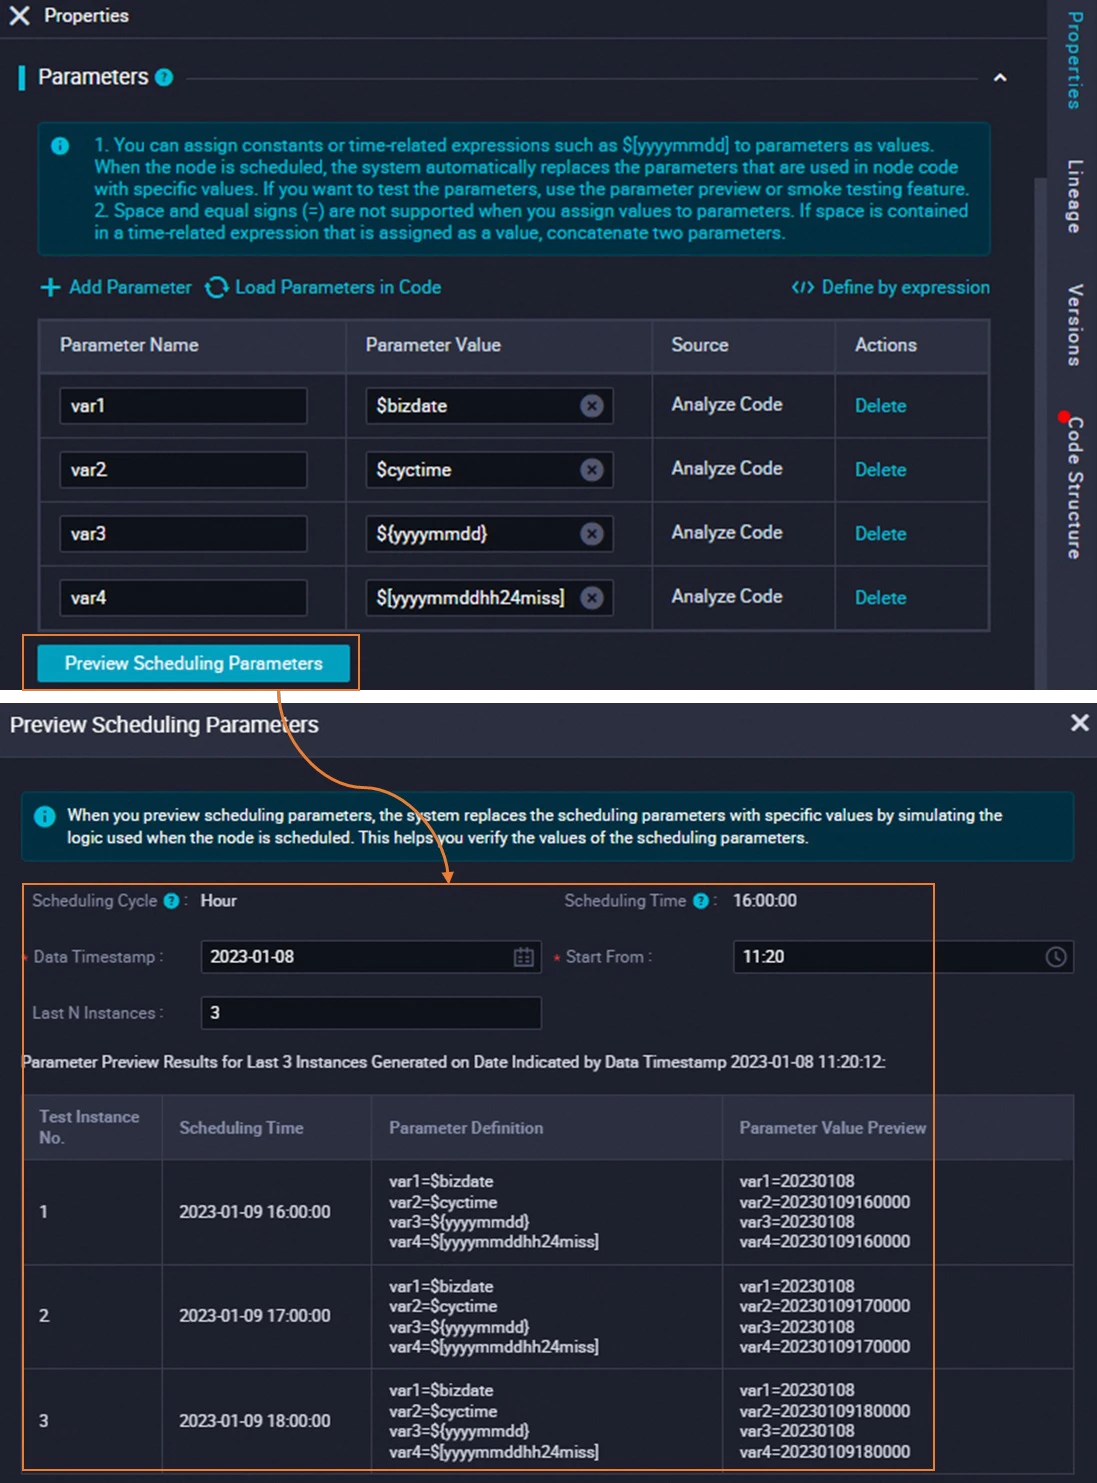 Properties
Parameters
1. You can assign constants or time-related expressions such as $[yyyymmdd] to parameters as values.
When the node is scheduled, the system automatically replaces the parameters that are used in node code
with specific values. If you want to test the parameters, use the parameter preview or smoke testing feature.
2. Space and equal signs (=) are not supported when you assign values to parameters. If space is contained
in a time-related expression that is assigned as a value, concatenate two parameters.
Add Parameter Load Parameters in Code </> Define by expression
Parameter Name Parameter Value Source Actions
var1 $bizdate Analyze Code Delete
var2 $cyctime Analyze Code Delete
var3 ${yyyymmdd} Analyze Code Delete
var4 $[yyyymmddhh24miss] Analyze Code Delete
Preview Scheduling Parameters
Properties
Lineage
Versions
Code Structure
Preview Scheduling Parameters
When you preview scheduling parameters, the system replaces the scheduling parameters with specific values by simulating the
logic used when the node is scheduled. This helps you verify the values of the scheduling parameters.
Scheduling Cycle ? : Hour Scheduling Time ? : 16:00:00
* Data Timestamp : 2023-01-08 * Start From : 11:20
Last N Instances : 3
Parameter Preview Results for Last 3 Instances Generated on Date Indicated by Data Timestamp 2023-01-08 11:20:12:
Test Instance No. Scheduling Time Parameter Definition Parameter Value Preview
1 2023-01-09 16:00:00
var1=$bizdate var1=20230108
var2=$cyctime var2=20230109160000
var3=${yyyymmdd} var3=20230108
var4=$[yyyymmddhh24miss] var4=20230109160000
2 2023-01-09 17:00:00
var1=$bizdate var1=20230108
var2=$cyctime var2=20230109170000
var3=${yyyymmdd} var3=20230108
var4=$[yyyymmddhh24miss] var4=20230109170000
3 2023-01-09 18:00:00
var1=$bizdate var1=20230108
var2=$cyctime var2=20230109180000
var3=${yyyymmdd} var3=20230108
var4=$[yyyymmddhh24miss] var4=20230109180000